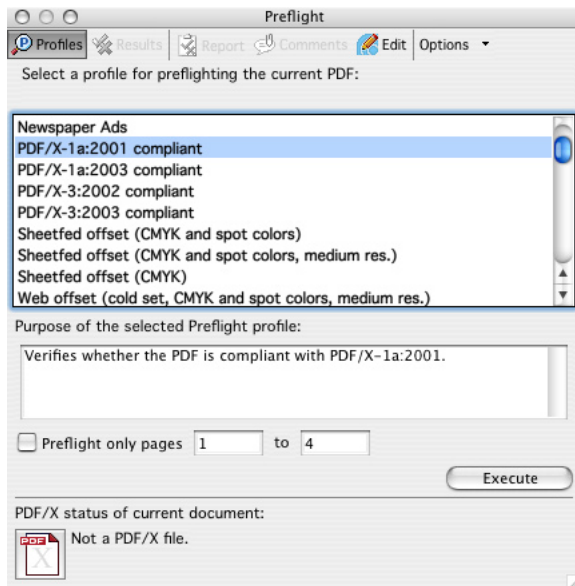 Preflight
Profiles Results Report Comments Edit Options
Select a profile for preflighting the current PDF:
Newspaper Ads
PDF/X-1a:2001 compliant
PDF/X-1a:2003 compliant
PDF/X-3:2002 compliant
PDF/X-3:2003 compliant
Sheetfed offset (CMYK and spot colors)
Sheetfed offset (CMYK and spot colors, medium res.)
Sheetfed offset (CMYK)
Web offset (cold set, CMYK and spot colors, medium res.)
Purpose of the selected Preflight profile:
Verifies whether the PDF is compliant with PDF/X-1a:2001.
Preflight only pages 1 to 4
Execute
PDF/X status of current document:
PDF X Not a PDF/X file.